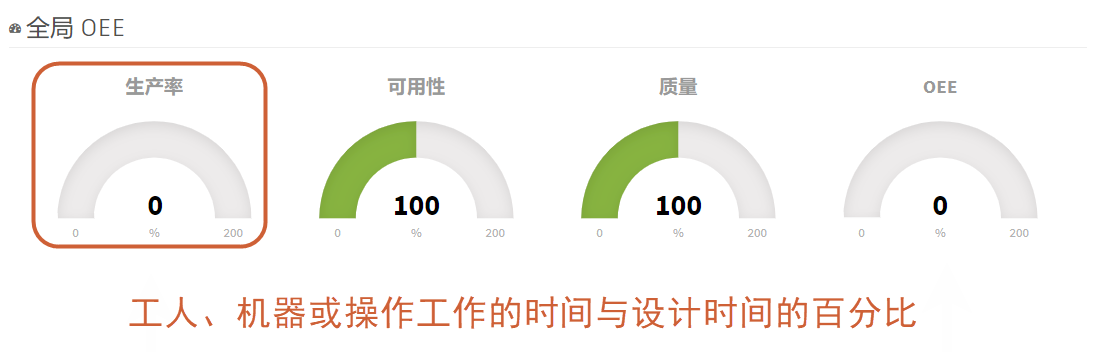 全局 OEE
生产率 可用性 质量 OEE
0 100 100 0
0 % 200 0 % 200 0 % 200 0 % 200
工人、机器或操作工作的时间与设计时间的百分比